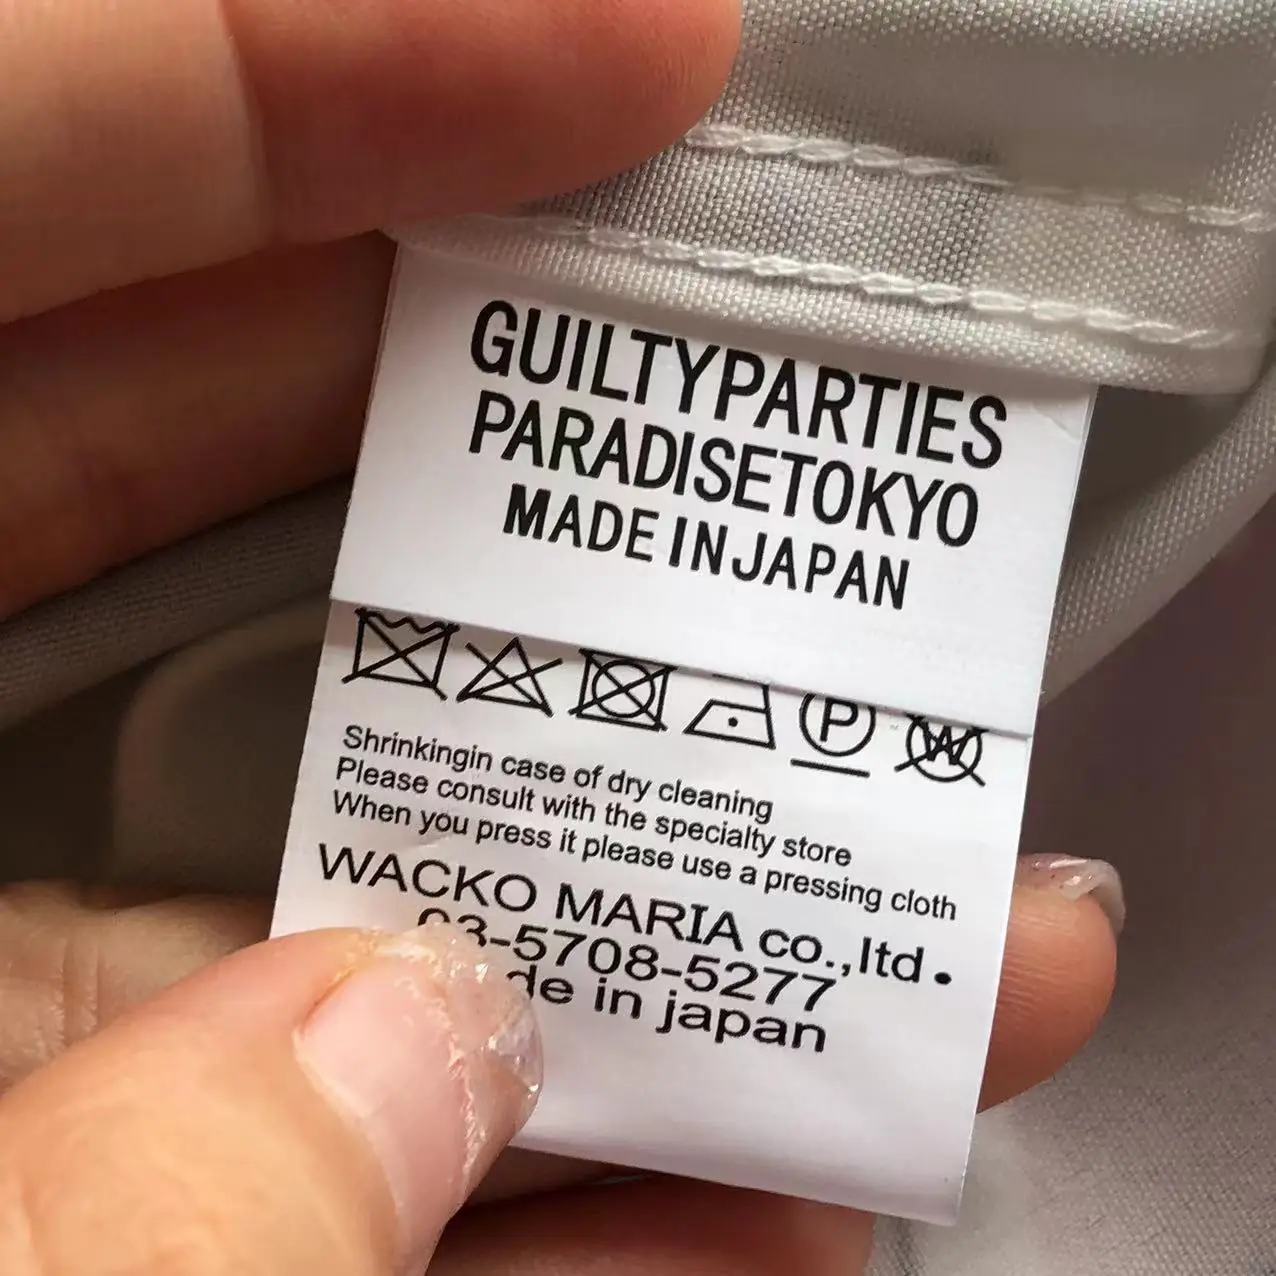 GUILTYPARTIES
PARADISETOKYO
MADE IN JAPAN
P
W
Shrinkingin case of dry cleaning
Please consult with the specialty store
When you press it please use a pressing cloth
WACKO MARIA co.,ltd.
03-5708-5277
in japan